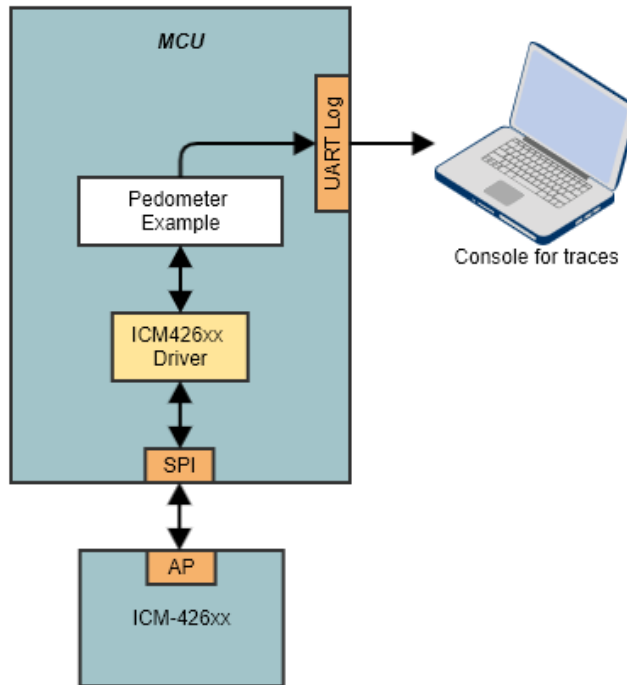 MCU
UART Log
Pedometer
Example
Console for traces
ICM426xx
Driver
SPI
AP
ICM-426xx